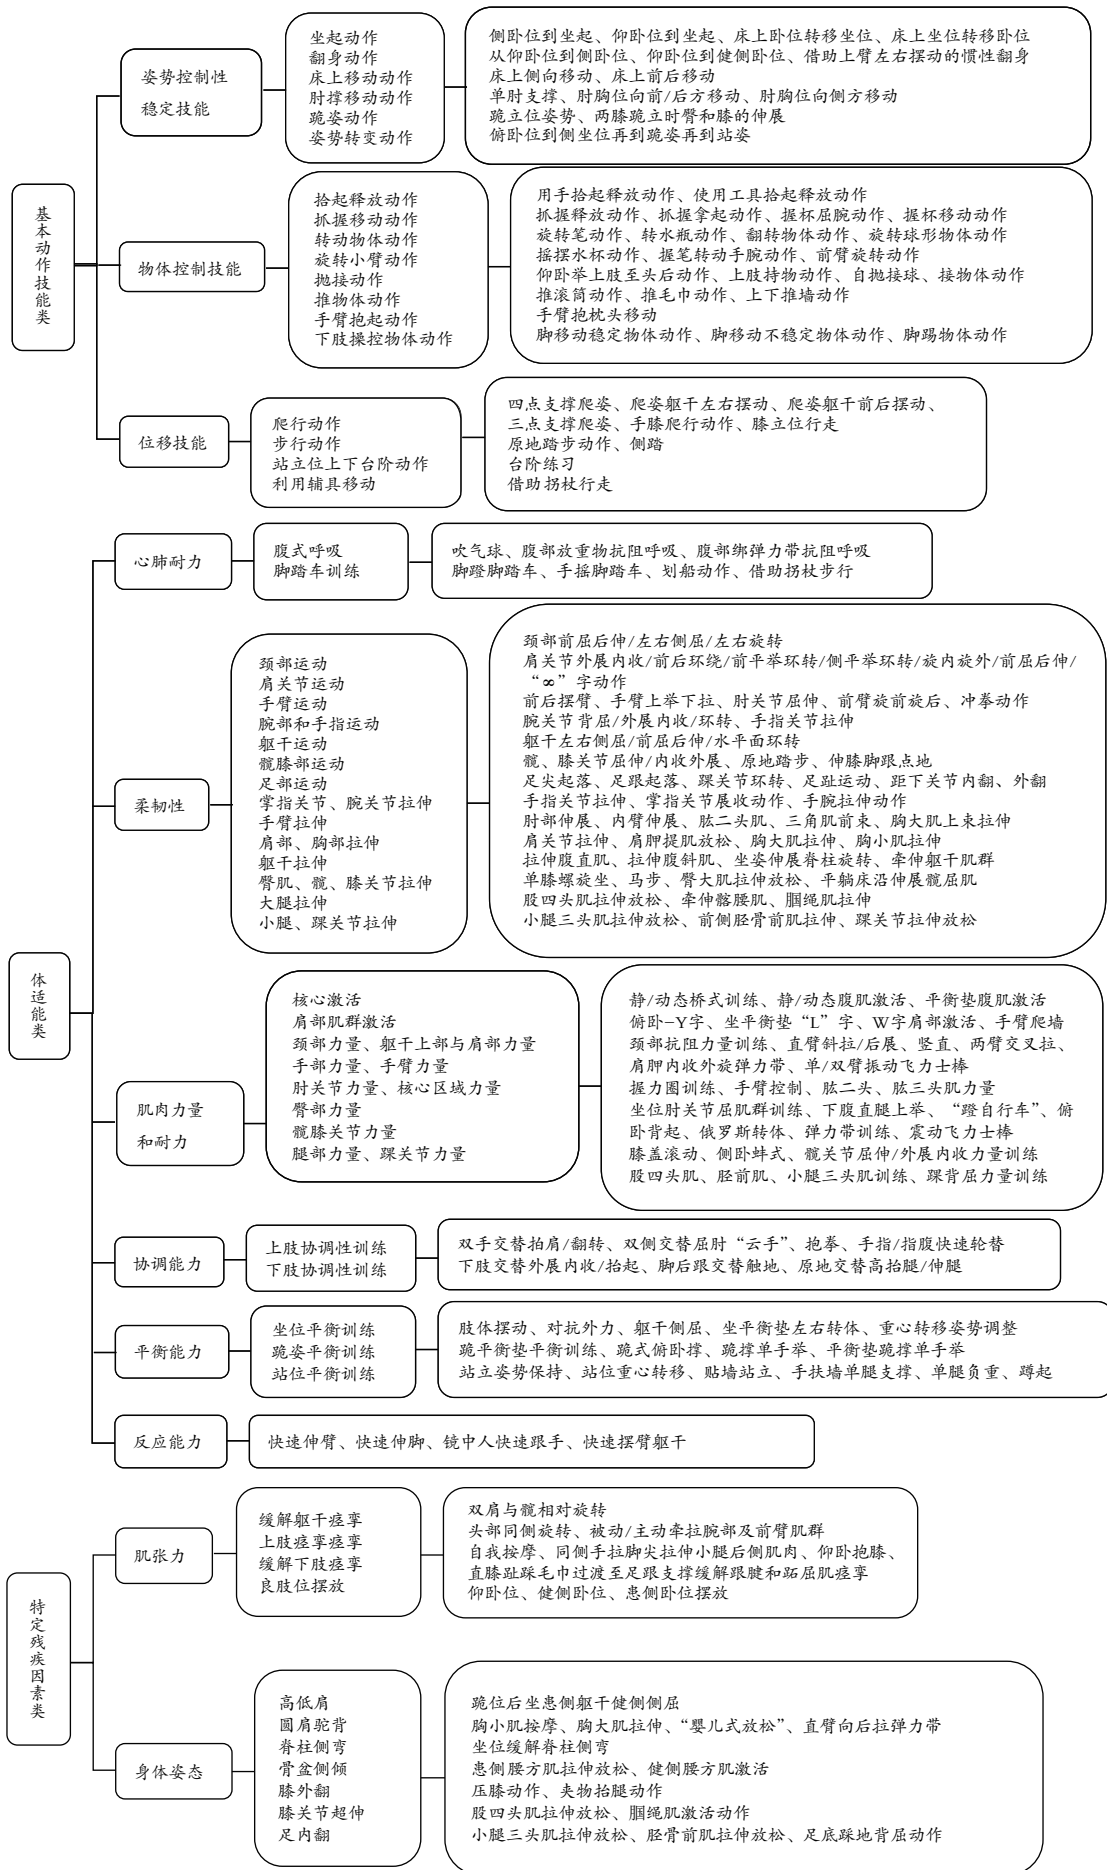 基本动作技能类
姿势控制性
稳定技能
坐起动作
翻身动作
床上移动动作
肘撑移动动作
跪姿动作
姿势转变动作
侧卧位到坐起、仰卧位到坐起、床上卧位转移坐位、床上坐位转移卧位
从仰卧位到侧卧位、仰卧位到健侧卧位、借助上臂左右摆动的惯性翻身
床上侧向移动、床上前后移动
单肘支撑、肘胸位向前/后方移动、肘胸位向侧方移动
跪立位姿势、两膝跪立时臂和膝的伸展
俯卧位到侧坐位再到跪姿再到站姿
物体控制技能
拾起释放动作
抓握移动动作
转动物体动作
旋转小臂动作
抛接动作
推物体动作
手臂抱起动作
下肢操控物体动作
用手拾起释放动作、使用工具拾起释放动作
抓握释放动作、抓握拿起动作、握杯屈腕动作、握杯移动动作
旋转笔动作、转水瓶动作、翻转物体动作、旋转球形物体动作
摇摆水杯动作、握笔转动手腕动作、前臂旋转动作
仰卧举上肢至头后动作、上肢持物动作、自抛接球、接物体动作
推滚筒动作、推毛巾动作、上下推墙动作
手臂抱枕头移动
脚移动稳定物体动作、脚移动不稳定物体动作、脚踢物体动作
位移技能
爬行动作
步行动作
站立位上下台阶动作
利用辅具移动
四点支撑爬姿、爬姿躯干左右摆动、爬姿躯干前后摆动、
三点支撑爬姿、手膝爬行动作、膝立位行走
原地踏步动作、侧踏
台阶练习
借助拐杖行走
体适能类
心肺耐力
腹式呼吸
脚踏车训练
吹气球、腹部放重物抗阻呼吸、腹部绑弹力带抗阻呼吸
脚蹬脚踏车、手摇脚踏车、划船动作、借助拐杖步行
柔韧性
颈部运动
肩关节运动
手臂运动
腕部和手指运动
躯干运动
髋膝部运动
足部运动
掌指关节、腕关节拉伸
手臂拉伸
肩部、胸部拉伸
躯干拉伸
臀肌、髋、膝关节拉伸
大腿拉伸
小腿、踝关节拉伸
颈部前屈后伸/左右侧屈/左右旋转
肩关节外展内收/前后环绕/前平举环转/侧平举环转/旋内旋外/前屈后伸/
“∞”字动作
前后摆臂、手臂上举下拉、肘关节屈伸、前臂旋前旋后、冲拳动作
腕关节背屈/外展内收/环转、手指关节拉伸
躯干左右侧屈/前屈后伸/水平面环转
髋、膝关节屈伸/内收外展、原地踏步、伸膝脚跟点地
足尖起落、足跟起落、踝关节环转、足趾运动、距下关节内翻、外翻
手指关节拉伸、掌指关节展收动作、手腕拉伸动作
肘部伸展、内臂伸展、肱二头肌、三角肌前束、胸大肌上束拉伸
肩关节拉伸、肩胛提肌放松、胸大肌拉伸、胸小肌拉伸
拉伸腹直肌、拉伸腹斜肌、坐姿伸展脊柱旋转、牵伸躯干肌群
单膝螺旋坐、马步、臀大肌拉伸放松、平躺床沿伸展髋屈肌
股四头肌拉伸放松、牵伸髂腰肌、腘绳肌拉伸
小腿三头肌拉伸放松、前侧胫骨前肌拉伸、踝关节拉伸放松
肌肉力量
和耐力
核心激活
肩部肌群激活
颈部力量、躯干上部与肩部力量
手部力量、手臂力量
肘关节力量、核心区域力量
臀部力量
髋膝关节力量
腿部力量、踝关节力量
静/动态桥式训练、静/动态腹肌激活、平衡垫腹肌激活
俯卧-Y字、坐平衡垫“L”字、W字肩部激活、手臂爬墙
颈部抗阻力量训练、直臂斜拉/后展、竖直、两臂交叉拉、
肩胛内收外旋弹力带、单/双臂振动飞力士棒
握力圈训练、手臂控制、肱二头、肱三头肌力量
坐位肘关节屈肌群训练、下腹直腿上举、“蹬自行车”、俯
卧背起、俄罗斯转体、弹力带训练、震动飞力士棒
膝盖滚动、侧卧蚌式、髋关节屈伸/外展内收力量训练
股四头肌、胫前肌、小腿三头肌训练、踝背屈力量训练
协调能力
上肢协调性训练
下肢协调性训练
双手交替拍肩/翻转、双侧交替屈肘“云手”、抱拳、手指/指腹快速轮替
下肢交替外展内收/抬起、脚后跟交替触地、原地交替高抬腿/伸腿
平衡能力
坐位平衡训练
跪姿平衡训练
站位平衡训练
肢体摆动、对抗外力、躯干侧屈、坐平衡垫左右转体、重心转移姿势调整
跪平衡垫平衡训练、跪式俯卧撑、跪撑单手举、平衡垫跪撑单手举
站立姿势保持、站位重心转移、贴墙站立、手扶墙单腿支撑、单腿负重、蹲起
反应能力
快速伸臂、快速伸脚、镜中人快速跟手、快速摆臂躯干
特定残疾因素类
肌张力
缓解躯干痉挛
上肢痉挛痉挛
缓解下肢痉挛
良肢位摆放
双肩与髋相对旋转
头部同侧旋转、被动/主动牵拉腕部及前臂肌群
自我按摩、同侧手拉脚尖拉伸小腿后侧肌肉、仰卧抱膝、
直膝趾踩毛巾过渡至足跟支撑缓解跟腱和跖屈肌痉挛
仰卧位、健侧卧位、患侧卧位摆放
身体姿态
高低肩
圆肩驼背
脊柱侧弯
骨盆侧倾
膝外翻
膝关节超伸
足内翻
跪位后坐患侧躯干健侧侧屈
胸小肌按摩、胸大肌拉伸、“婴儿式放松”、直臂向后拉弹力带
坐位缓解脊柱侧弯
患侧腰方肌拉伸放松、健侧腰方肌激活
压膝动作、夹物抬腿动作
股四头肌拉伸放松、腘绳肌激活动作
小腿三头肌拉伸放松、胫骨前肌拉伸放松、足底踩地背屈动作